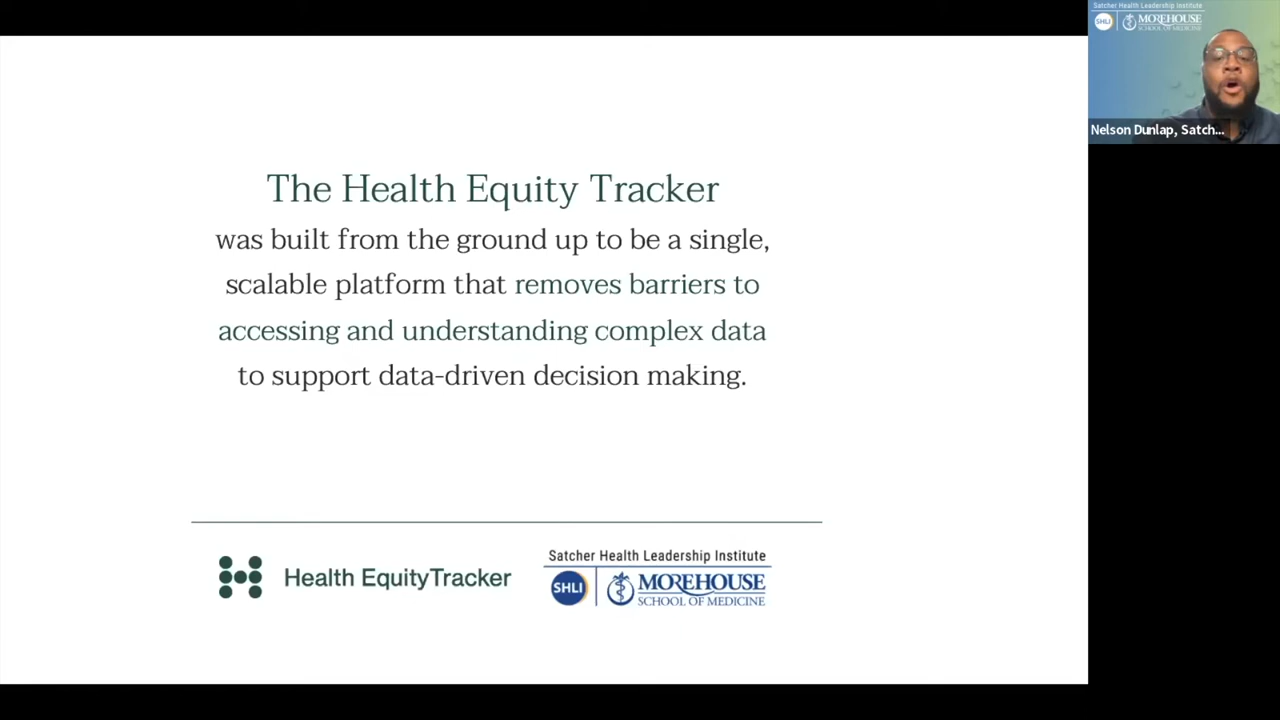 The Health Equity Tracker
was built from the ground up to be a single,
scalable platform that removes barriers to
accessing and understanding complex data
to support data-driven decision making.
Health Equity Tracker
Satcher Health Leadership Institute
SHLI
MOREHOUSE
SCHOOL OF MEDICINE
Satcher Health Leadership Institute
SHLI
MOREHOUSE
SCHOOL OF MEDICINE
Nelson Dunlap, Satch...